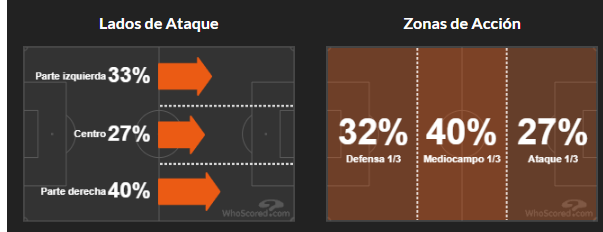 Lados de Ataque
Parte izquierda 33%
Centro 27%
Parte derecha 40%
WhoScored.com
Zonas de Acción
32% 40% 27%
Defensa 1/3 Mediocampo 1/3 Ataque 1/3
WhoScored.com